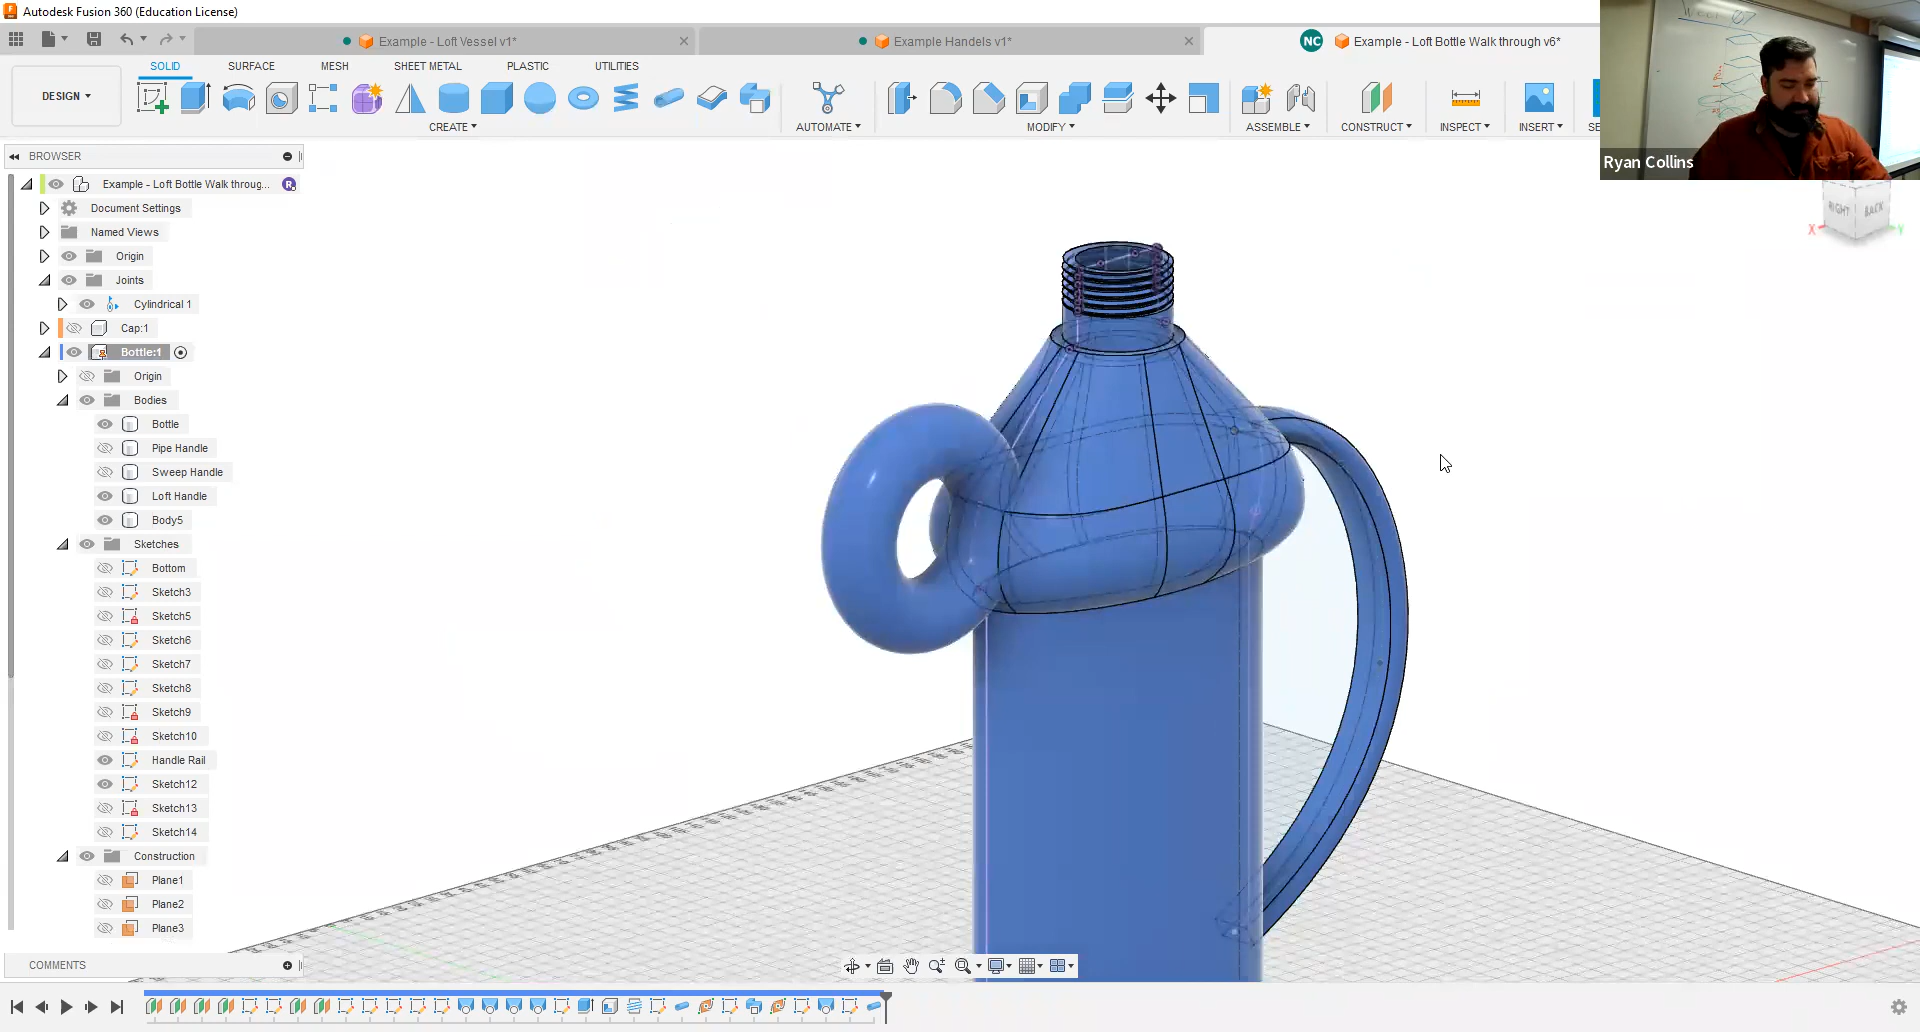 Autodesk Fusion 360 (Education License)
Example - Loft Vessel v1*
Example Handels v1*
NC
Example - Loft Bottle Walk through v6*
SOLID
SURFACE
MESH
SHEET METAL
PLASTIC
UTILITIES
DESIGN
CREATE
AUTOMATE
MODIFY
ASSEMBLE
CONSTRUCT
INSPECT
INSERT
SE
Ryan Collins
RIGHT
BACK
X
Y
BROWSER
Example - Loft Bottle Walk throug...
R
Document Settings
Named Views
Origin
Joints
Cylindrical 1
Cap:1
Bottle:1
Origin
Bodies
Bottle
Pipe Handle
Sweep Handle
Loft Handle
Body5
Sketches
Bottom
Sketch3
Sketch5
Sketch6
Sketch7
Sketch8
Sketch9
Sketch10
Handle Rail
Sketch12
Sketch13
Sketch14
Construction
Plane1
Plane2
Plane3
COMMENTS